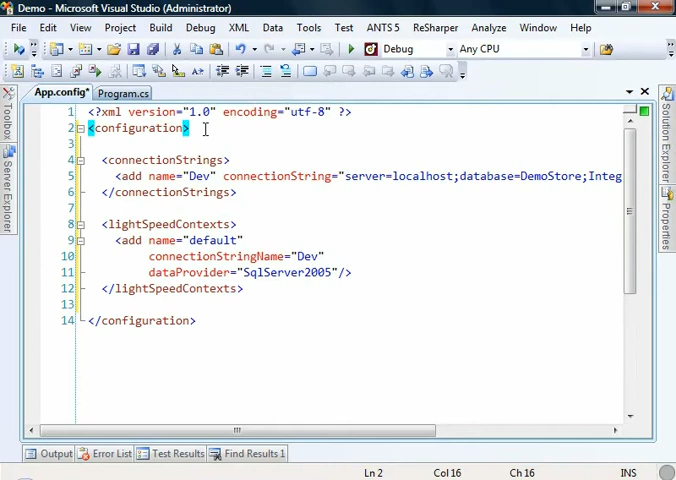 Demo - Microsoft Visual Studio (Administrator)
File Edit View Project Build Debug XML Data Tools Test ANTS 5 ReSharper Analyze Window Help
Debug Any CPU
App.config* Program.cs
Toolbox
Server Explorer
Resource View
Properties
1 <?xml version="1.0" encoding="utf-8" ?>
2 <configuration>
3
4 <connectionStrings>
5 <add name="Dev" connectionString="server=localhost;database=DemoStore;Integ
6 </connectionStrings>
7
8 <lightSpeedContexts>
9 <add name="default"
10 connectionStringName="Dev"
11 dataProvider="SqlServer2005"/>
12 </lightSpeedContexts>
13
14 </configuration>
Output Error List Test Results Find Results 1
Ln 2 Col 16 Ch 16 INS